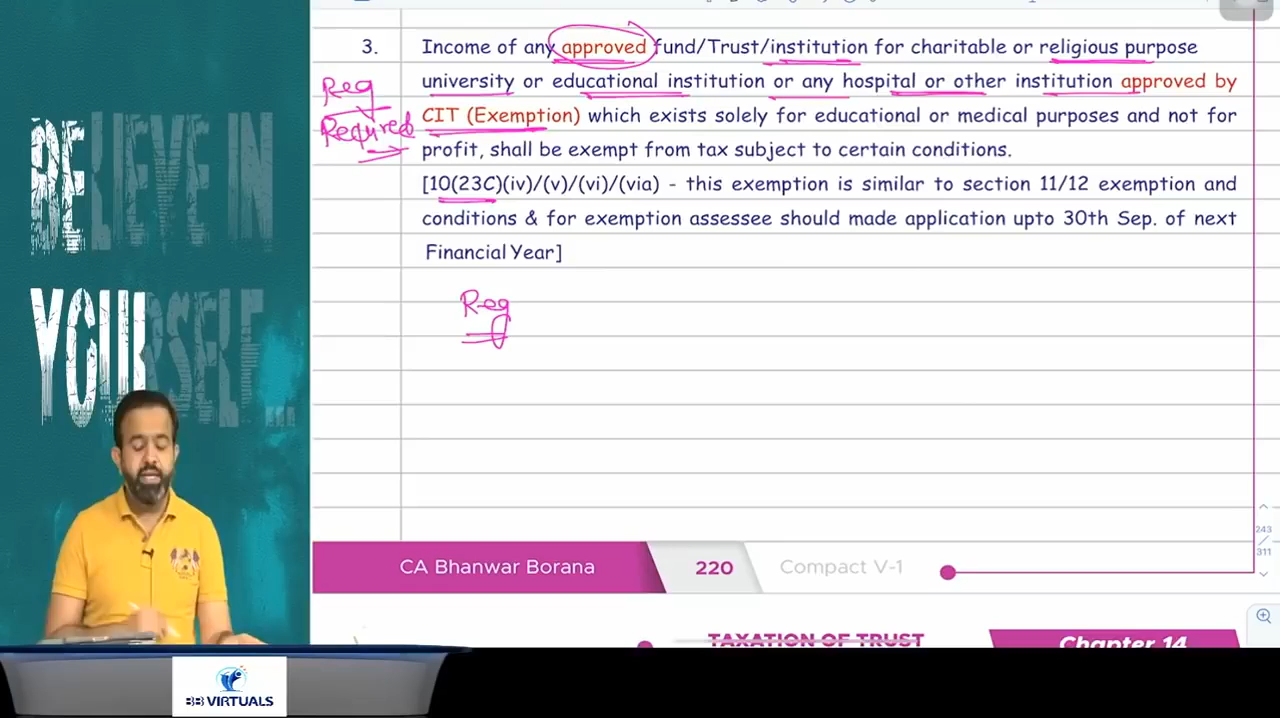 BELIEVE IN
YOURSELF...
3. Income of any approved fund/Trust/institution for charitable or religious purpose
university or educational institution or any hospital or other institution approved by
Reg
Required
CIT (Exemption) which exists solely for educational or medical purposes and not for
profit, shall be exempt from tax subject to certain conditions.
[10(23C)(iv)/(v)/(vi)/(via) - this exemption is similar to section 11/12 exemption and
conditions & for exemption assessee should made application upto 30th Sep. of next
Financial Year]
Reg
243
/
311
CA Bhanwar Borana 220 Compact V-1
TAXATION OF TRUST Chapter 14
BB VIRTUALS